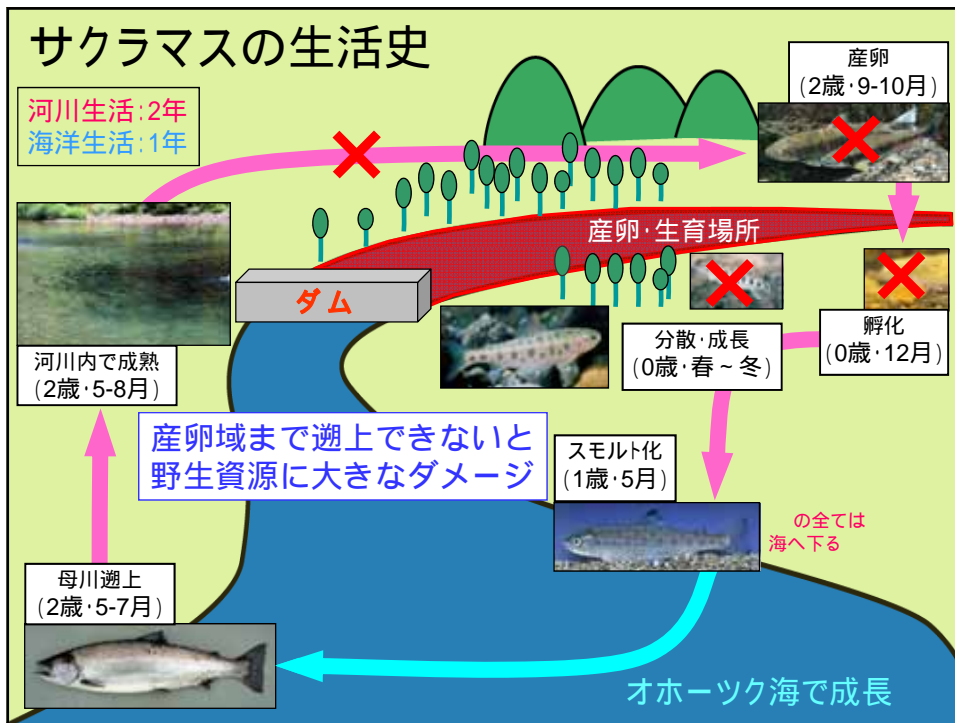 サクラマスの生活史
河川生活：2年
海洋生活：1年
産卵
(2歳･9-10月)
産卵･生育場所
ダム
孵化
(0歳･12月)
分散･成長
(0歳･春～冬)
河川内で成熟
(2歳･5-8月)
産卵域まで遡上できないと
野生資源に大きなダメージ
スモルト化
(1歳･5月)
の全ては
海へ下る
母川遡上
(2歳･5-7月)
オホーツク海で成長